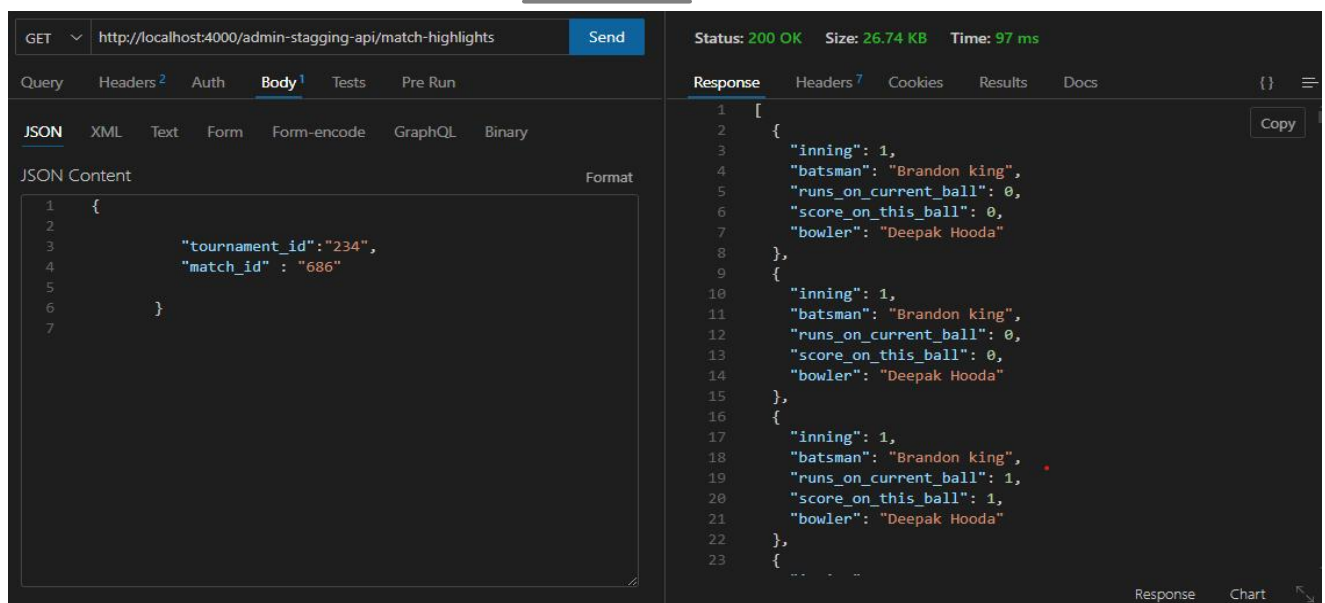 GET http://localhost:4000/admin-stagging-api/match-highlights Send
Query Headers 2 Auth Body 1 Tests Pre Run
JSON XML Text Form Form-encode GraphQL Binary
JSON Content Format
1 {
2
3 "tournament_id":"234",
4 "match_id" : "686"
5
6 }
7
Status: 200 OK Size: 26.74 KB Time: 97 ms
Response Headers 7 Cookies Results Docs {}
Copy
1 [
2 {
3 "inning": 1,
4 "batsman": "Brandon king",
5 "runs_on_current_ball": 0,
6 "score_on_this_ball": 0,
7 "bowler": "Deepak Hooda"
8 },
9 {
10 "inning": 1,
11 "batsman": "Brandon king",
12 "runs_on_current_ball": 0,
13 "score_on_this_ball": 0,
14 "bowler": "Deepak Hooda"
15 },
16 {
17 "inning": 1,
18 "batsman": "Brandon king",
19 "runs_on_current_ball": 1,
20 "score_on_this_ball": 1,
21 "bowler": "Deepak Hooda"
22 },
23 {
Response Chart